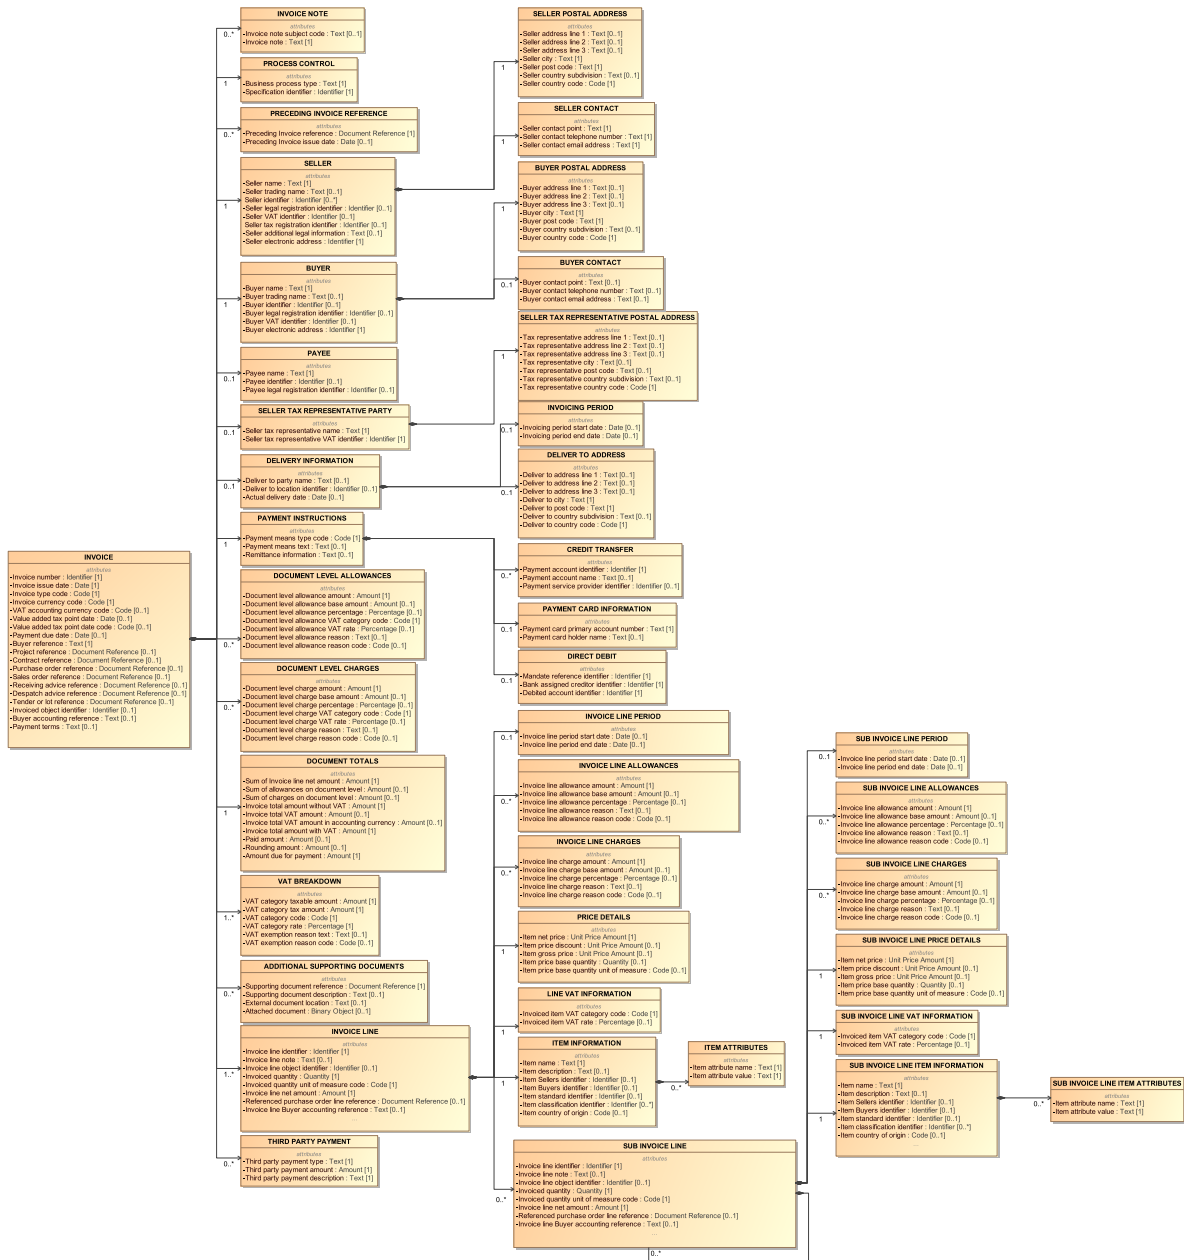 INVOICE NOTE
attributes
-Invoice note subject code : Text [0..1]
-Invoice note : Text [1]
0..*
PROCESS CONTROL
attributes
-Business process type : Text [1]
-Specification identifier : Identifier [1]
1
PRECEDING INVOICE REFERENCE
attributes
-Preceding Invoice reference : Document Reference [1]
-Preceding Invoice issue date : Date [0..1]
0..*
SELLER
attributes
-Seller name : Text [1]
-Seller trading name : Text [0..1]
Seller identifier : Identifier [0..*]
-Seller legal registration identifier : Identifier [0..1]
-Seller VAT identifier : Identifier [0..1]
Seller tax registration identifier : Identifier [0..1]
-Seller additional legal information : Text [0..1]
-Seller electronic address : Identifier [1]
1
BUYER
attributes
-Buyer name : Text [1]
-Buyer trading name : Text [0..1]
-Buyer identifier : Identifier [0..1]
-Buyer legal registration identifier : Identifier [0..1]
-Buyer VAT identifier : Identifier [0..1]
-Buyer electronic address : Identifier [1]
1
PAYEE
attributes
-Payee name : Text [1]
-Payee identifier : Identifier [0..1]
-Payee legal registration identifier : Identifier [0..1]
0..1
SELLER TAX REPRESENTATIVE PARTY
attributes
-Seller tax representative name : Text [1]
-Seller tax representative VAT identifier : Identifier [1]
0..1
DELIVERY INFORMATION
attributes
-Deliver to party name : Text [0..1]
-Deliver to location identifier : Identifier [0..1]
-Actual delivery date : Date [0..1]
0..1
PAYMENT INSTRUCTIONS
attributes
-Payment means type code : Code [1]
-Payment means text : Text [0..1]
-Remittance information : Text [0..1]
1
INVOICE
attributes
-Invoice number : Identifier [1]
-Invoice issue date : Date [1]
-Invoice type code : Code [1]
-Invoice currency code : Code [1]
-VAT accounting currency code : Code [0..1]
-Value added tax point date : Date [0..1]
-Value added tax point date code : Code [0..1]
-Payment due date : Date [0..1]
-Buyer reference : Text [1]
-Project reference : Document Reference [0..1]
-Contract reference : Document Reference [0..1]
-Purchase order reference : Document Reference [0..1]
-Sales order reference : Document Reference [0..1]
-Receiving advice reference : Document Reference [0..1]
-Despatch advice reference : Document Reference [0..1]
-Tender or lot reference : Document Reference [0..1]
-Invoiced object identifier : Identifier [0..1]
-Buyer accounting reference : Text [0..1]
-Payment terms : Text [0..1]
DOCUMENT LEVEL ALLOWANCES
attributes
-Document level allowance amount : Amount [1]
-Document level allowance base amount : Amount [0..1]
-Document level allowance percentage : Percentage [0..1]
-Document level allowance VAT category code : Code [1]
-Document level allowance VAT rate : Percentage [0..1]
-Document level allowance reason : Text [0..1]
-Document level allowance reason code : Code [0..1]
0..*
DOCUMENT LEVEL CHARGES
attributes
-Document level charge amount : Amount [1]
-Document level charge base amount : Amount [0..1]
-Document level charge percentage : Percentage [0..1]
-Document level charge VAT category code : Code [1]
-Document level charge VAT rate : Percentage [0..1]
-Document level charge reason : Text [0..1]
-Document level charge reason code : Code [0..1]
0..*
DOCUMENT TOTALS
attributes
-Sum of Invoice line net amount : Amount [1]
-Sum of allowances on document level : Amount [0..1]
-Sum of charges on document level : Amount [0..1]
-Invoice total amount without VAT : Amount [1]
-Invoice total VAT amount : Amount [0..1]
-Invoice total VAT amount in accounting currency : Amount [0..1]
-Invoice total amount with VAT : Amount [1]
-Paid amount : Amount [0..1]
-Rounding amount : Amount [0..1]
-Amount due for payment : Amount [1]
1
VAT BREAKDOWN
attributes
-VAT category taxable amount : Amount [1]
-VAT category tax amount : Amount [1]
-VAT category code : Code [1]
-VAT category rate : Percentage [1]
-VAT exemption reason text : Text [0..1]
-VAT exemption reason code : Code [0..1]
1..*
ADDITIONAL SUPPORTING DOCUMENTS
attributes
-Supporting document reference : Document Reference [1]
-Supporting document description : Text [0..1]
-External document location : Text [0..1]
-Attached document : Binary Object [0..1]
0..*
INVOICE LINE
attributes
-Invoice line identifier : Identifier [1]
-Invoice line note : Text [0..1]
-Invoice line object identifier : Identifier [0..1]
-Invoiced quantity : Quantity [1]
-Invoiced quantity unit of measure code : Code [1]
-Invoice line net amount : Amount [1]
-Referenced purchase order line reference : Document Reference [0..1]
-Invoice line Buyer accounting reference : Text [0..1]
...
1..*
THIRD PARTY PAYMENT
attributes
-Third party payment type : Text [1]
-Third party payment amount : Amount [1]
-Third party payment description : Text [1]
0..*
SELLER POSTAL ADDRESS
attributes
-Seller address line 1 : Text [0..1]
-Seller address line 2 : Text [0..1]
-Seller address line 3 : Text [0..1]
-Seller city : Text [1]
-Seller post code : Text [1]
-Seller country subdivision : Text [0..1]
-Seller country code : Code [1]
1
SELLER CONTACT
attributes
-Seller contact point : Text [1]
-Seller contact telephone number : Text [1]
-Seller contact email address : Text [1]
1
BUYER POSTAL ADDRESS
attributes
-Buyer address line 1 : Text [0..1]
-Buyer address line 2 : Text [0..1]
-Buyer address line 3 : Text [0..1]
-Buyer city : Text [1]
-Buyer post code : Text [1]
-Buyer country subdivision : Text [0..1]
-Buyer country code : Code [1]
1
BUYER CONTACT
attributes
-Buyer contact point : Text [0..1]
-Buyer contact telephone number : Text [0..1]
-Buyer contact email address : Text [0..1]
0..1
SELLER TAX REPRESENTATIVE POSTAL ADDRESS
attributes
-Tax representative address line 1 : Text [0..1]
-Tax representative address line 2 : Text [0..1]
-Tax representative address line 3 : Text [0..1]
-Tax representative city : Text [0..1]
-Tax representative post code : Text [0..1]
-Tax representative country subdivision : Text [0..1]
-Tax representative country code : Code [1]
1
INVOICING PERIOD
attributes
-Invoicing period start date : Date [0..1]
-Invoicing period end date : Date [0..1]
0..1
DELIVER TO ADDRESS
attributes
-Deliver to address line 1 : Text [0..1]
-Deliver to address line 2 : Text [0..1]
-Deliver to address line 3 : Text [0..1]
-Deliver to city : Text [1]
-Deliver to post code : Text [1]
-Deliver to country subdivision : Text [0..1]
-Deliver to country code : Code [1]
0..1
CREDIT TRANSFER
attributes
-Payment account identifier : Identifier [1]
-Payment account name : Text [0..1]
-Payment service provider identifier : Identifier [0..1]
0..*
PAYMENT CARD INFORMATION
attributes
-Payment card primary account number : Text [1]
-Payment card holder name : Text [0..1]
0..1
DIRECT DEBIT
attributes
-Mandate reference identifier : Identifier [1]
-Bank assigned creditor identifier : Identifier [1]
-Debited account identifier : Identifier [1]
0..1
INVOICE LINE PERIOD
attributes
-Invoice line period start date : Date [0..1]
-Invoice line period end date : Date [0..1]
0..1
INVOICE LINE ALLOWANCES
attributes
-Invoice line allowance amount : Amount [1]
-Invoice line allowance base amount : Amount [0..1]
-Invoice line allowance percentage : Percentage [0..1]
-Invoice line allowance reason : Text [0..1]
-Invoice line allowance reason code : Code [0..1]
0..*
INVOICE LINE CHARGES
attributes
-Invoice line charge amount : Amount [1]
-Invoice line charge base amount : Amount [0..1]
-Invoice line charge percentage : Percentage [0..1]
-Invoice line charge reason : Text [0..1]
-Invoice line charge reason code : Code [0..1]
0..*
PRICE DETAILS
attributes
-Item net price : Unit Price Amount [1]
-Item price discount : Unit Price Amount [0..1]
-Item gross price : Unit Price Amount [0..1]
-Item price base quantity : Quantity [0..1]
-Item price base quantity unit of measure : Code [0..1]
1
LINE VAT INFORMATION
attributes
-Invoiced item VAT category code : Code [1]
-Invoiced item VAT rate : Percentage [0..1]
1
ITEM INFORMATION
attributes
-Item name : Text [1]
-Item description : Text [0..1]
-Item Sellers identifier : Identifier [0..1]
-Item Buyers identifier : Identifier [0..1]
-Item standard identifier : Identifier [0..1]
-Item classification identifier : Identifier [0..*]
-Item country of origin : Code [0..1]
1
ITEM ATTRIBUTES
attributes
-Item attribute name : Text [1]
-Item attribute value : Text [1]
0..*
SUB INVOICE LINE
attributes
-Invoice line identifier : Identifier [1]
-Invoice line note : Text [0..1]
-Invoice line object identifier : Identifier [0..1]
-Invoiced quantity : Quantity [1]
-Invoiced quantity unit of measure code : Code [1]
-Invoice line net amount : Amount [1]
-Referenced purchase order line reference : Document Reference [0..1]
-Invoice line Buyer accounting reference : Text [0..1]
...
0..*
0..*
SUB INVOICE LINE PERIOD
attributes
-Invoice line period start date : Date [0..1]
-Invoice line period end date : Date [0..1]
0..1
SUB INVOICE LINE ALLOWANCES
attributes
-Invoice line allowance amount : Amount [1]
-Invoice line allowance base amount : Amount [0..1]
-Invoice line allowance percentage : Percentage [0..1]
-Invoice line allowance reason : Text [0..1]
-Invoice line allowance reason code : Code [0..1]
0..*
SUB INVOICE LINE CHARGES
attributes
-Invoice line charge amount : Amount [1]
-Invoice line charge base amount : Amount [0..1]
-Invoice line charge percentage : Percentage [0..1]
-Invoice line charge reason : Text [0..1]
-Invoice line charge reason code : Code [0..1]
0..*
SUB INVOICE LINE PRICE DETAILS
attributes
-Item net price : Unit Price Amount [1]
-Item price discount : Unit Price Amount [0..1]
-Item gross price : Unit Price Amount [0..1]
-Item price base quantity : Quantity [0..1]
-Item price base quantity unit of measure : Code [0..1]
1
SUB INVOICE LINE VAT INFORMATION
attributes
-Invoiced item VAT category code : Code [1]
-Invoiced item VAT rate : Percentage [0..1]
1
SUB INVOICE LINE ITEM INFORMATION
attributes
-Item name : Text [1]
-Item description : Text [0..1]
-Item Sellers identifier : Identifier [0..1]
-Item Buyers identifier : Identifier [0..1]
-Item standard identifier : Identifier [0..1]
-Item classification identifier : Identifier [0..*]
-Item country of origin : Code [0..1]
...
1
SUB INVOICE LINE ITEM ATTRIBUTES
attributes
-Item attribute name : Text [1]
-Item attribute value : Text [1]
0..*